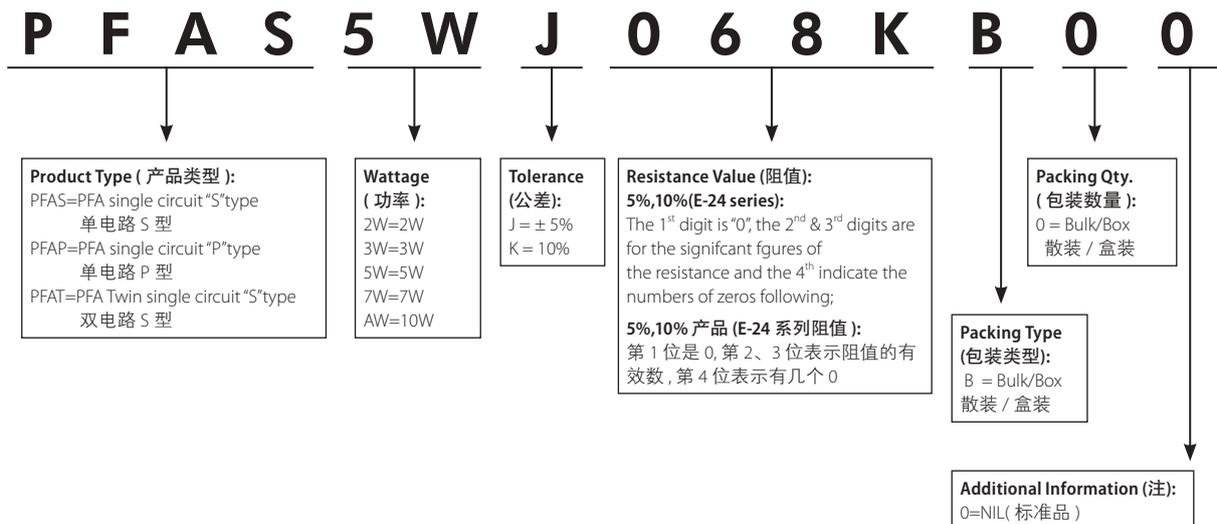 P F A S 5 W J 0 6 8 K B 0 0
Product Type ( 产品类型 ):
PFAS=PFA single circuit “S”type
单电路 S 型
PFAP=PFA single circuit “P”type
单电路 P 型
PFAT=PFA Twin single circuit “S”type
双电路 S 型
Wattage
( 功率 ):
2W=2W
3W=3W
5W=5W
7W=7W
AW=10W
Tolerance
(公差):
J = ± 5%
K = 10%
Resistance Value (阻值):
5%,10%(E-24 series):
The 1st digit is “0”, the 2nd & 3rd digits are
for the signifcant fgures of
the resistance and the 4th indicate the
numbers of zeros following;
5%,10% 产品 (E-24 系列阻值 ):
第 1 位是 0, 第 2、3 位表示阻值的有
效数 , 第 4 位表示有几个 0
Packing Qty.
( 包装数量 ):
0 = Bulk/Box
散装 / 盒装
Packing Type
(包装类型):
B = Bulk/Box
散装 / 盒装
Additional Information (注):
0=NIL( 标准品 )